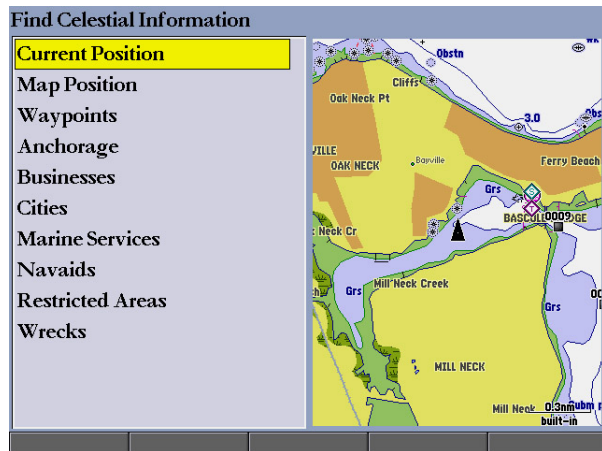 Find Celestial Information
Current Position
Map Position
Waypoints
Anchorage
Businesses
Cities
Marine Services
Navaids
Restricted Areas
Wrecks
Obstn
Cliffs
Oak Neck Pt
3.0
Obs
VILLE
OAK NECK
Bayville
Ferry Beach
Grs
S
T
0009
Neck Cr
Grs
Mill Neck Creek
Grs
MILL NECK
Mill Neck
0.3nm
built-in